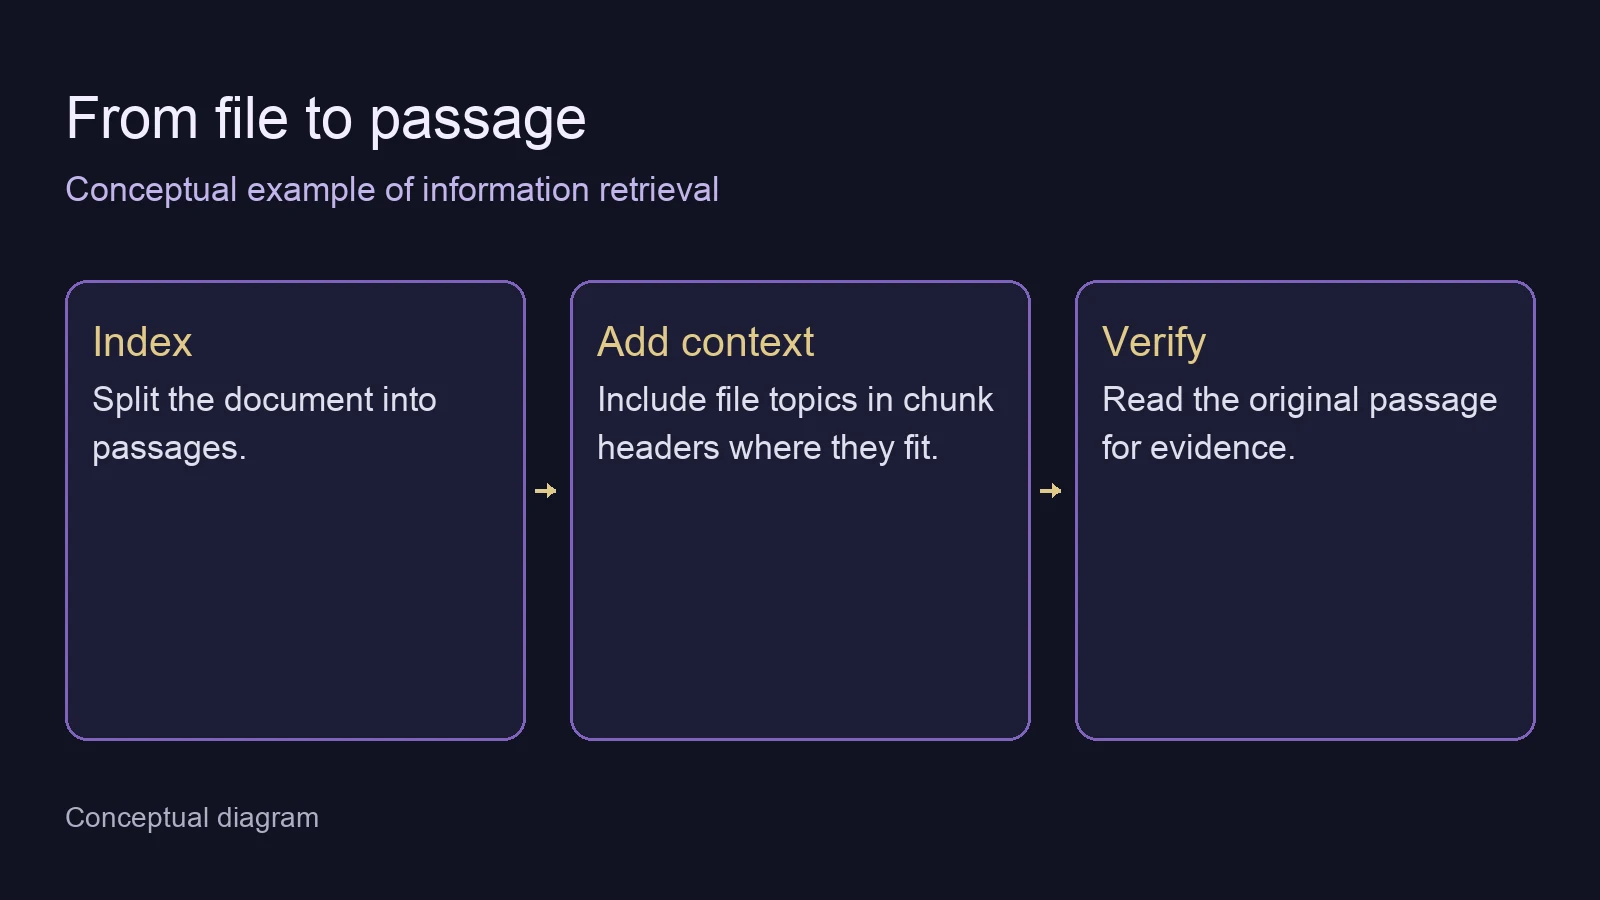 From file to passage
Conceptual example of information retrieval
Index
Split the document into
passages.
Add context
Include file topics in chunk
headers where they fit.
Verify
Read the original passage
for evidence.
Conceptual diagram